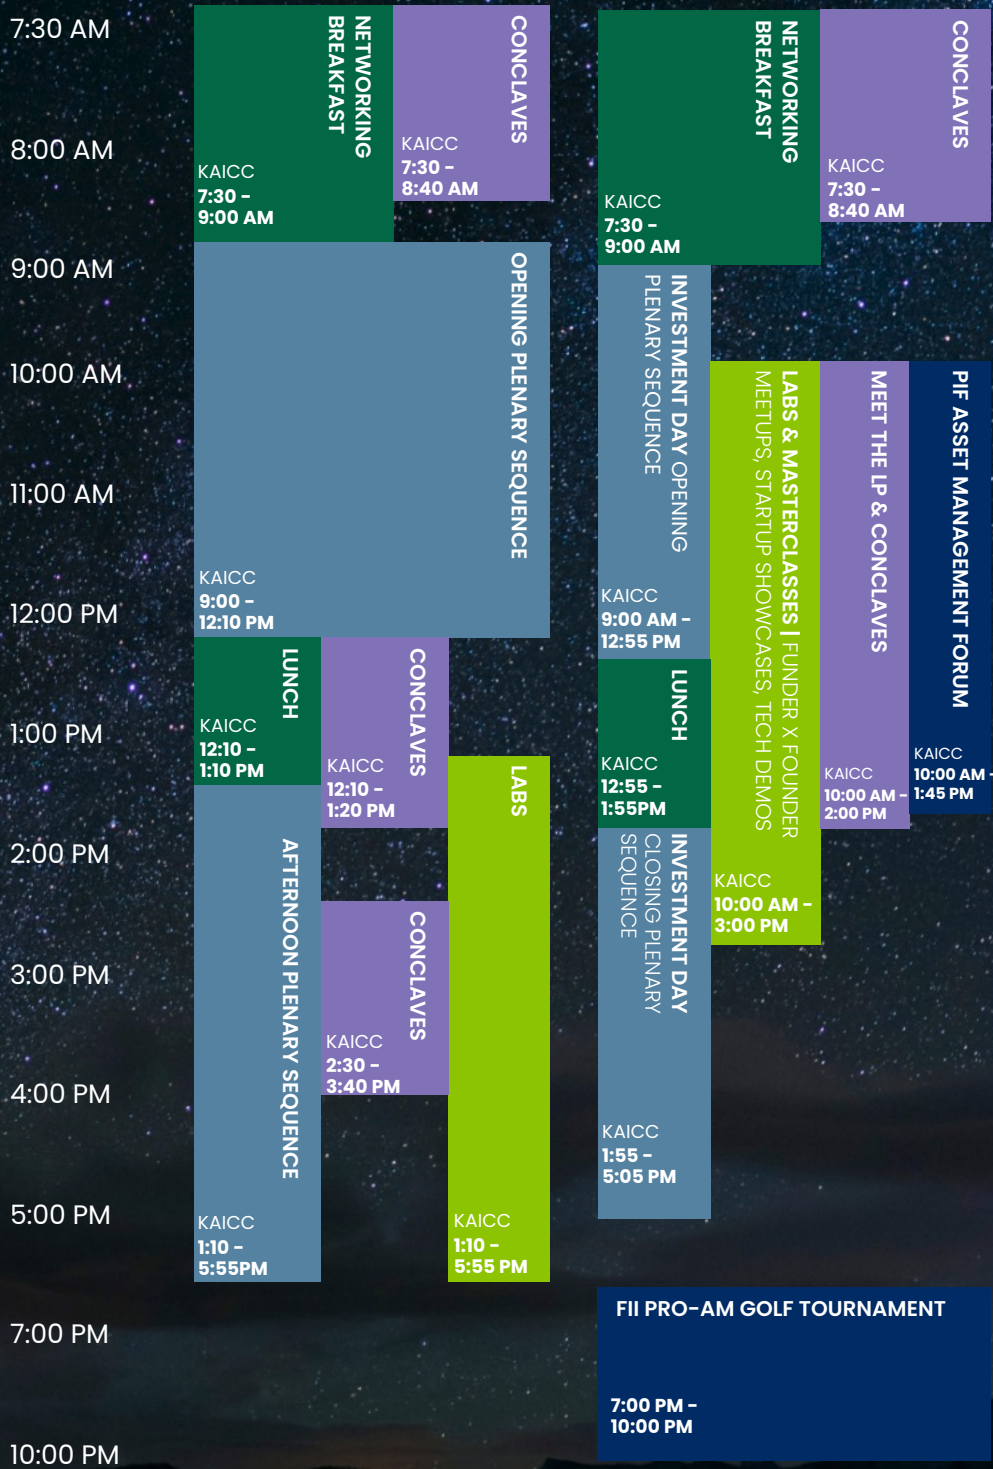 7:30 AM
8:00 AM
9:00 AM
10:00 AM
11:00 AM
12:00 PM
1:00 PM
2:00 PM
3:00 PM
4:00 PM
5:00 PM
7:00 PM
10:00 PM
NETWORKING
BREAKFAST
KAICC
7:30 -
9:00 AM
CONCLAVES
KAICC
7:30 -
8:40 AM
OPENING PLENARY SEQUENCE
KAICC
9:00 -
12:10 PM
LUNCH
KAICC
12:10 -
1:10 PM
CONCLAVES
KAICC
12:10 -
1:20 PM
LABS
KAICC
1:10 -
5:55 PM
AFTERNOON PLENARY SEQUENCE
KAICC
1:10 -
5:55PM
CONCLAVES
KAICC
2:30 -
3:40 PM
NETWORKING
BREAKFAST
KAICC
7:30 -
9:00 AM
CONCLAVES
KAICC
7:30 -
8:40 AM
INVESTMENT DAY OPENING
PLENARY SEQUENCE
KAICC
9:00 AM -
12:55 PM
LABS & MASTERCLASSES | FUNDER X FOUNDER
MEETUPS, STARTUP SHOWCASES, TECH DEMOS
KAICC
10:00 AM -
3:00 PM
MEET THE LP & CONCLAVES
KAICC
10:00 AM -
2:00 PM
PIF ASSET MANAGEMENT FORUM
KAICC
10:00 AM -
1:45 PM
LUNCH
KAICC
12:55 -
1:55PM
INVESTMENT DAY
CLOSING PLENARY
SEQUENCE
KAICC
1:55 -
5:05 PM
FII PRO-AM GOLF TOURNAMENT
7:00 PM -
10:00 PM